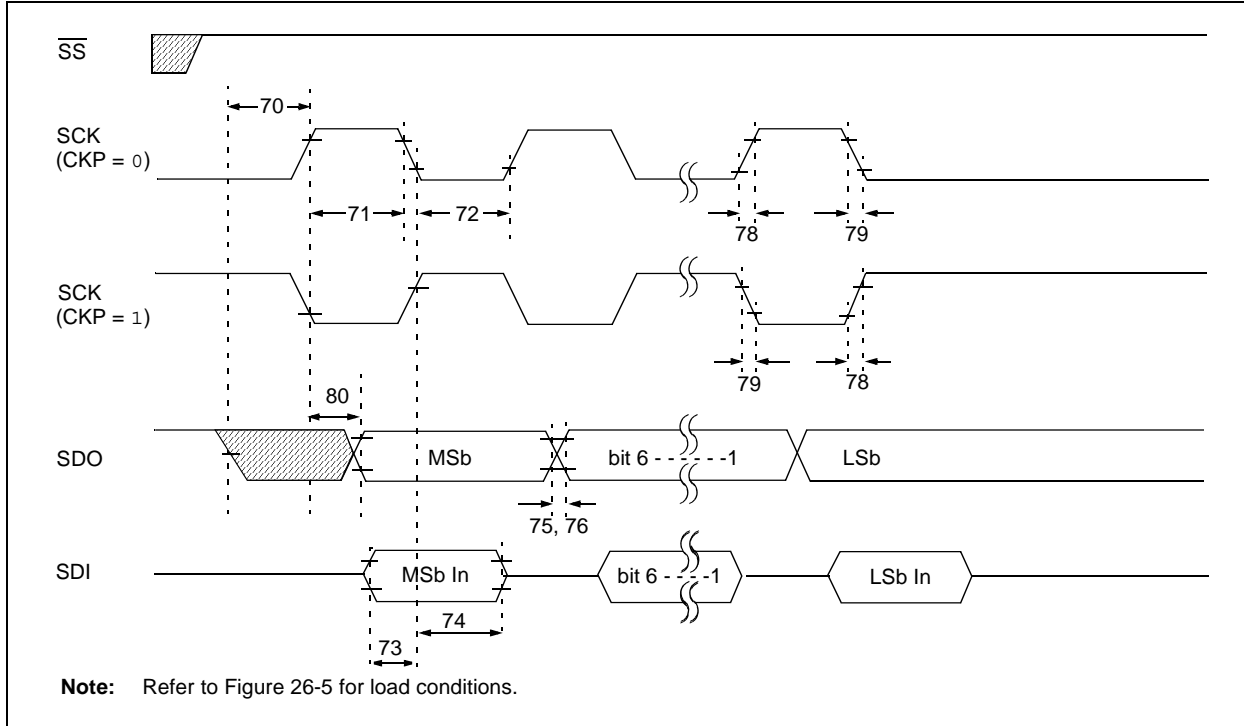 SS
70
SCK
(CKP = 0)
71
72
78
79
SCK
(CKP = 1)
79
78
80
SDO
MSb
bit 6 - - - - - -1
LSb
75, 76
SDI
MSb In
bit 6 - - - - -1
LSb In
74
73
Note: Refer to Figure 26-5 for load conditions.